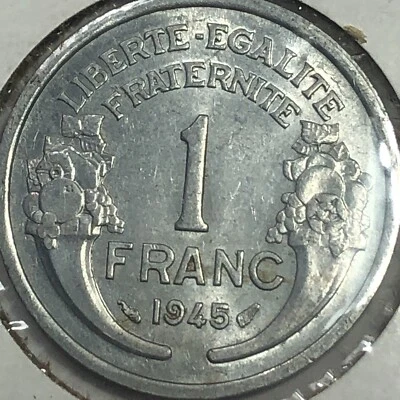 LIBERTE-EGALITE
FRATERNITE
1
FRANC
1945